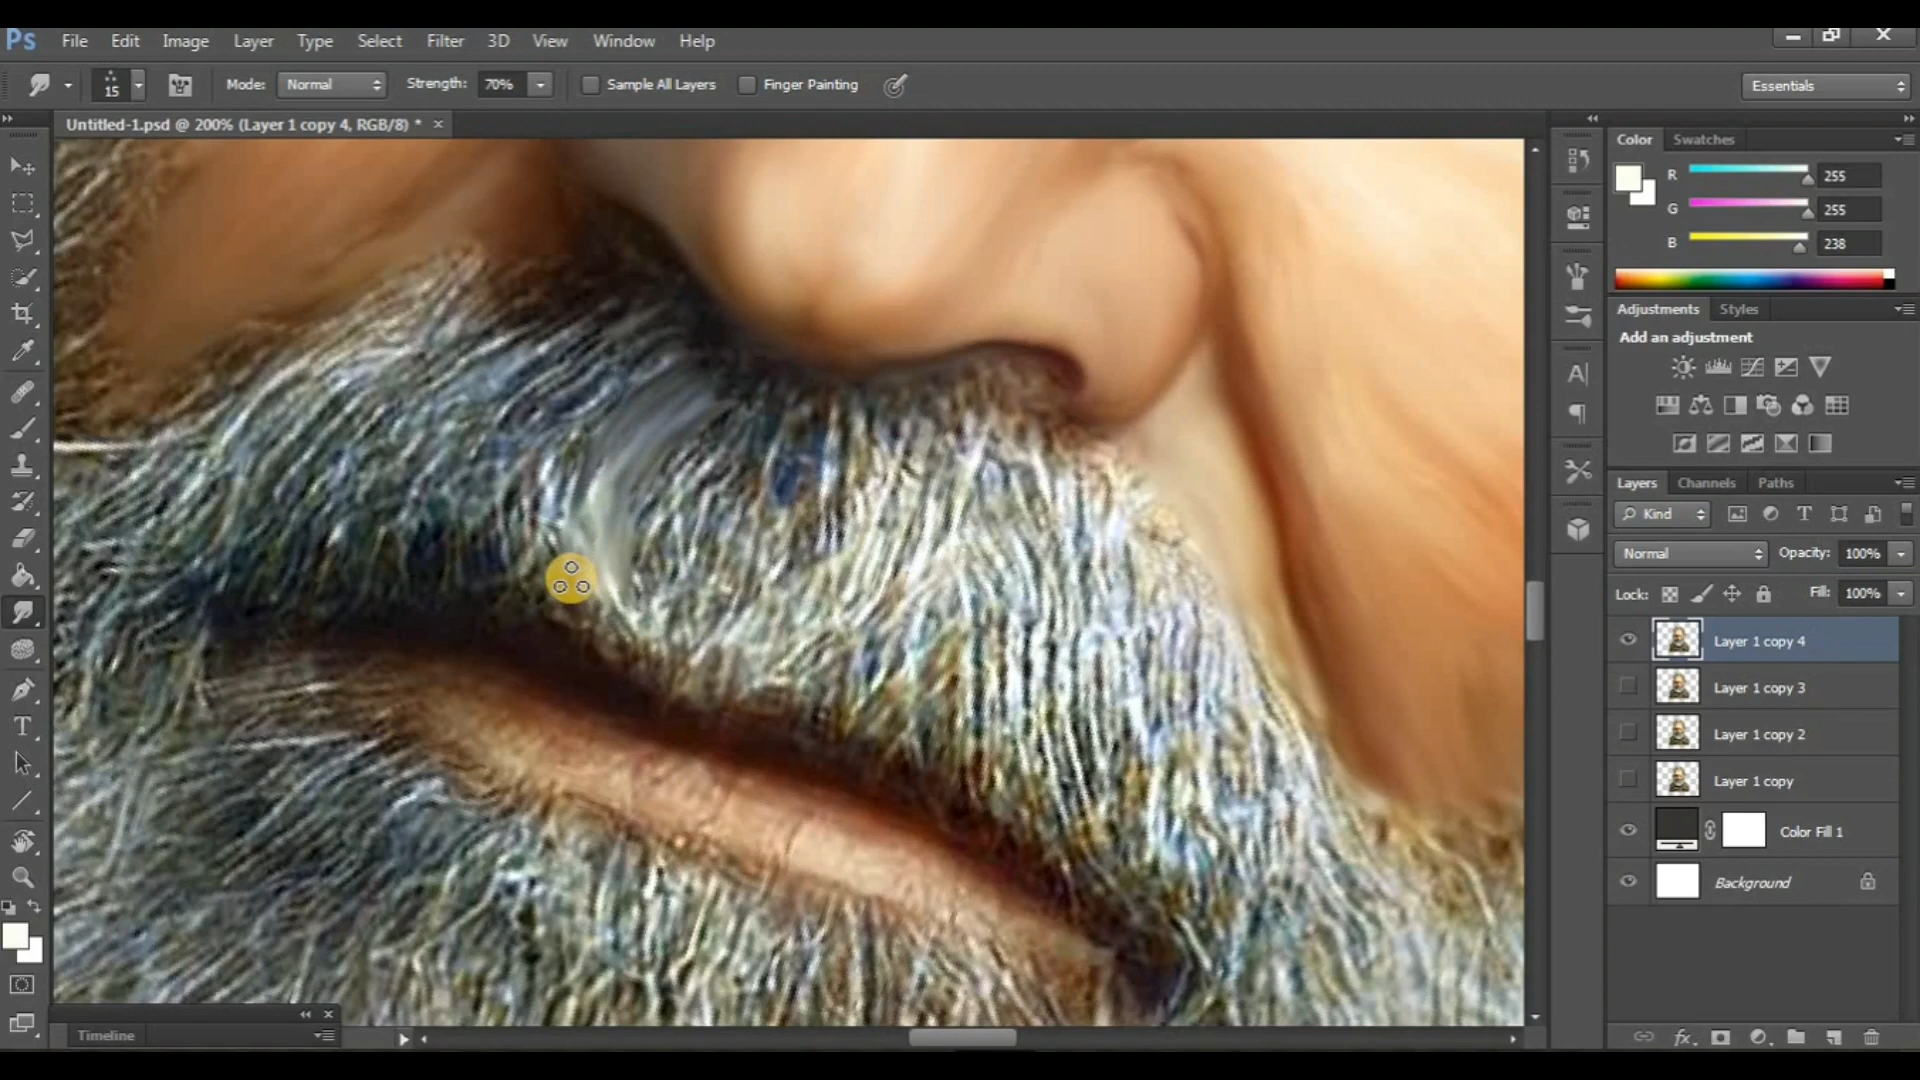 Ps File Edit Image Layer Type Select Filter 3D View Window Help
15 Mode: Normal Strength: 70% Sample All Layers Finger Painting Essentials
Untitled-1.psd @ 200% (Layer 1 copy 4, RGB/8) * ×
Color Swatches
R 255
G 255
B 238
Adjustments Styles
Add an adjustment
Layers Channels Paths
Kind
Normal Opacity: 100%
Lock: Fill: 100%
Layer 1 copy 4
Layer 1 copy 3
Layer 1 copy 2
Layer 1 copy
Color Fill 1
Background
Timeline